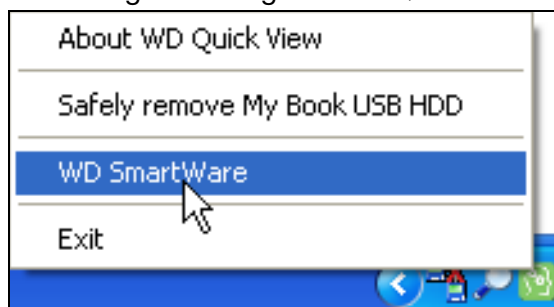 About WD Quick View
Safely remove My Book USB HDD
WD SmartWare
Exit